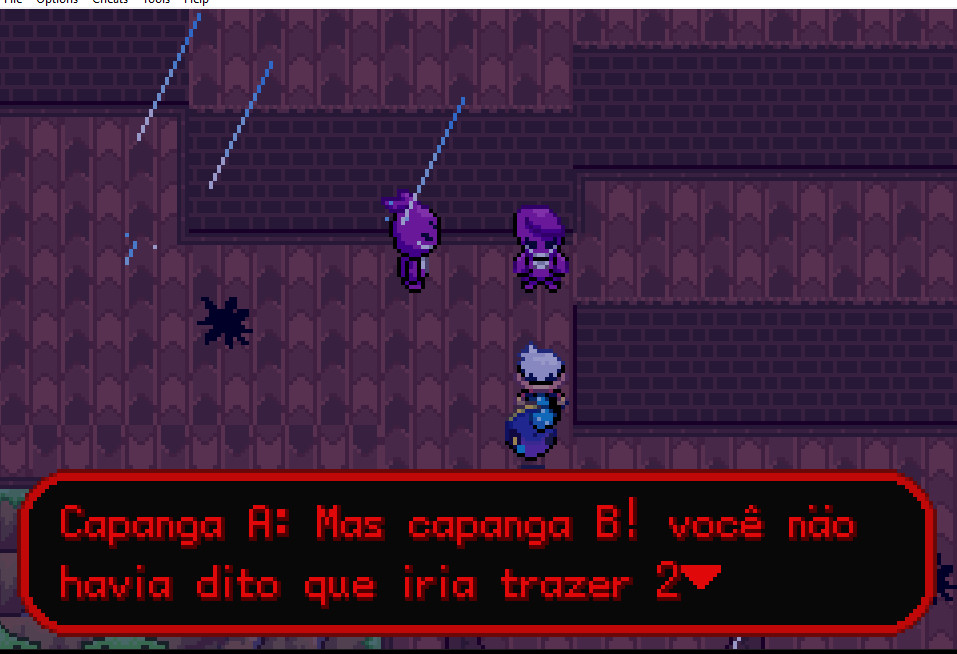 File Options Cheats Tools Help
Capanga A: Mas capanga B! você näo
havia dito que iria trazer 2